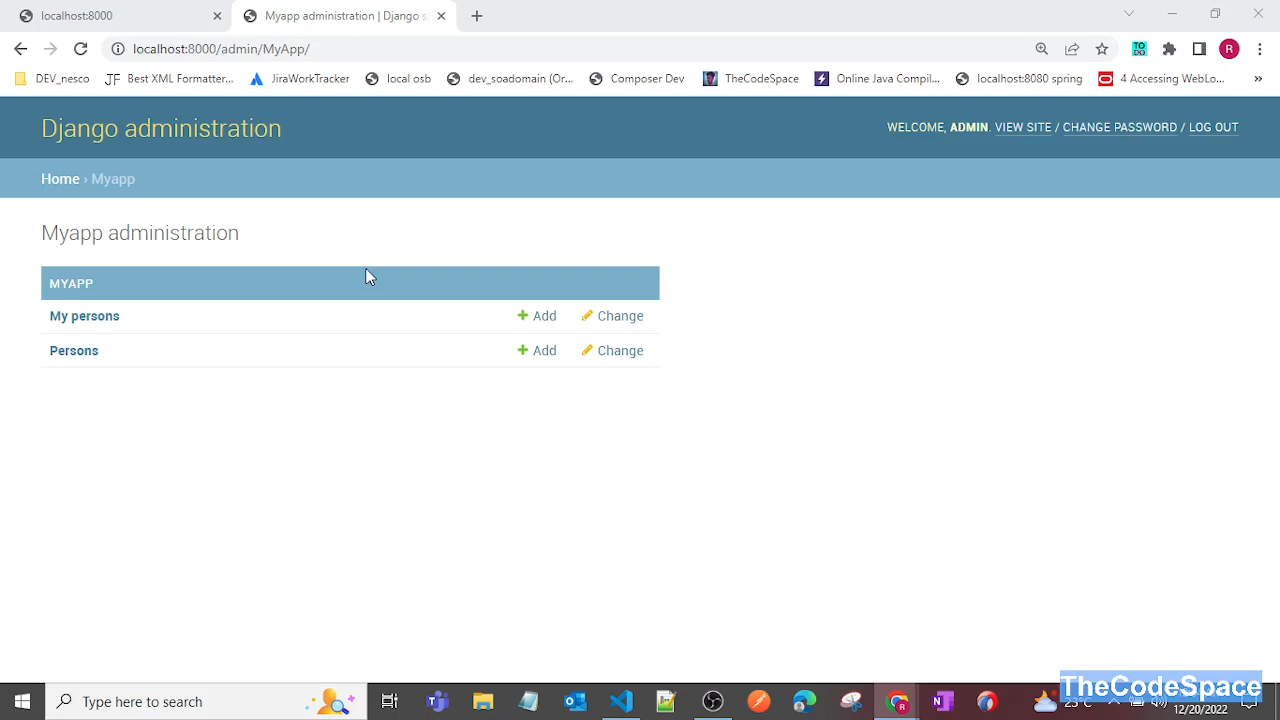 localhost:8000
Myapp administration | Django s
localhost:8000/admin/MyApp/
R
DEV_nesco
JF Best XML Formatter...
JiraWorkTracker
local osb
dev_soadomain (Or...
Composer Dev
TheCodeSpace
Online Java Compil...
localhost:8080 spring
4 Accessing WebLo...
»
Django administration
WELCOME, ADMIN. VIEW SITE / CHANGE PASSWORD / LOG OUT
Home › Myapp
Myapp administration
MYAPP
My persons + Add Change
Persons + Add Change
Type here to search
TheCodeSpace
23°C
12/20/2022